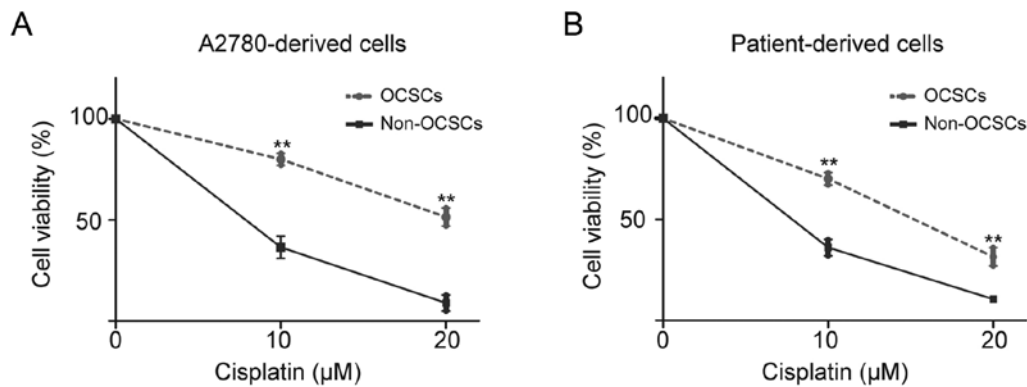 A
A2780-derived cells
OCSCs
Non-OCSCs
Cell viability (%)
100
50
**
**
0
10
20
Cisplatin (µM)
B
Patient-derived cells
OCSCs
Non-OCSCs
Cell viability (%)
100
50
**
**
0
10
20
Cisplatin (µM)